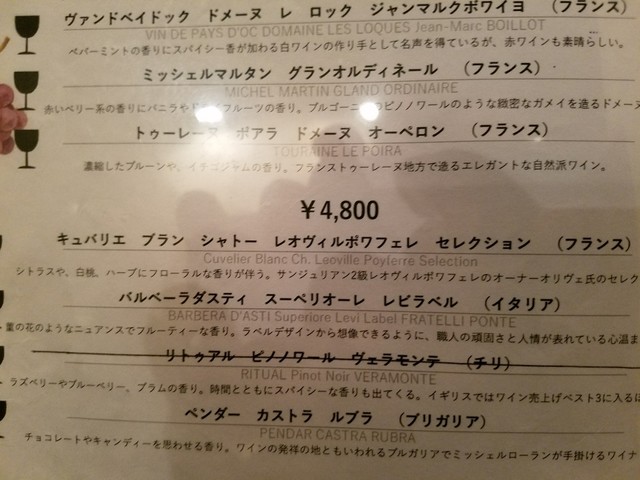 ヴァンドペイドック　ドメーヌ　レ　ロック　ジャンマルクボワイヨ　（フランス）
VIN DE PAYS D'OC DOMAINE LES LOQUES Jean-Marc BOILLOT
ペパーミントの香りにスパイシー香が加わる白ワインの作り手として名声を得ているが、赤ワインも素晴らしい。
ミッシェルマルタン　グランオルディネール　（フランス）
MICHEL MARTIN GLAND ORDINAIRE
赤いベリー系の香りにバニラやドライフルーツの香り。ブルゴーニュのピノノワールのような緻密なガメイを造るドメーヌ
トゥーレーヌ　ポアラ　ドメーヌ　オーペロン　（フランス）
TOURAINE LE POIRA
濃縮したプルーンや、イチゴジャムの香り。フランストゥーレーヌ地方で造るエレガントな自然派ワイン。
￥4,800
キュバリエ　ブラン　シャトー　レオヴィルポワフェレ　セレクション　（フランス）
Cuvelier Blanc Ch. Leoville Poyferre Selection
シトラスや、白桃、ハーブにフローラルな香りが伴う。サンジュリアン2級レオヴィルポワフェレのオーナーオリヴェ氏のセレク
バルベーラダスティ　スーペリオーレ　レビラベル　（イタリア）
BARBERA D'ASTI Superiore Levi Label FRATELLI PONTE
里の花のようなニュアンスでフルーティーな香り。ラベルデザインから想像できるように、職人の頑固さと人情が表れている心温ま
リトゥアル　ピノノワール　ヴェラモンテ　（チリ）
RITUAL Pinot Noir VERAMONTE
ラズベリーやブルーベリー、プラムの香り。時間とともにスパイシーな香りも出てくる。イギリスではワイン売上げベスト3に入るほ
ペンダー　カストラ　ルブラ　（ブリガリア）
PENDAR CASTRA RUBRA
チョコレートやキャンディーを思わせる香り。ワインの発祥の地ともいわれるブルガリアでミッシェルローランが手掛けるワイナ